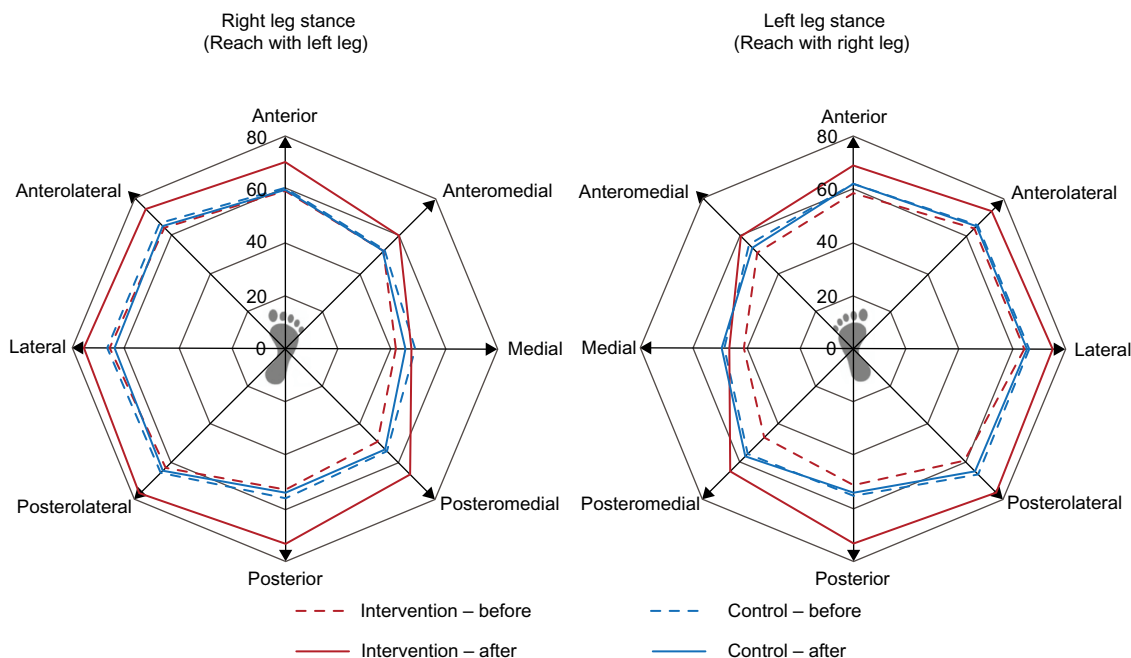 Right leg stance
(Reach with left leg)
Left leg stance
(Reach with right leg)
Anterior
80
60
40
20
0
Anterolateral
Anteromedial
Lateral
Medial
Posterolateral
Posteromedial
Posterior
Anterior
80
60
40
20
0
Anteromedial
Anterolateral
Medial
Lateral
Posteromedial
Posterolateral
Posterior
Intervention – before
Control – before
Intervention – after
Control – after